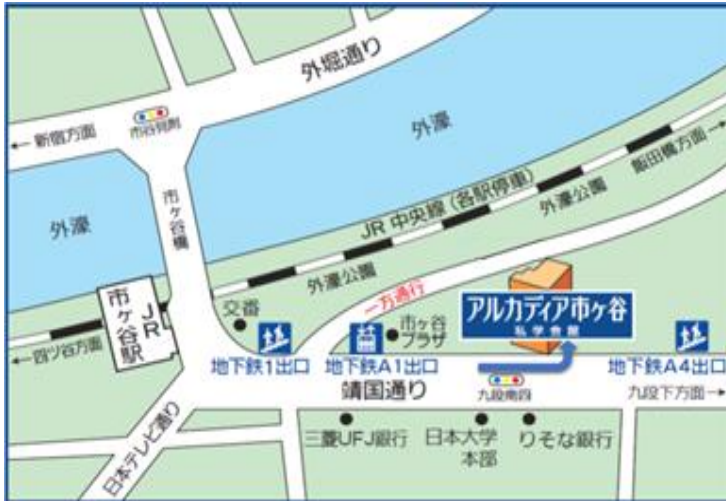 外堀通り
← 新宿方面
市谷見附
外濠
飯田橋方面 →
市ヶ谷橋
JR 中央線 (各駅停車)
外濠公園
外濠
外濠公園
JR
市ヶ谷駅
交番
一方通行
市ヶ谷
プラザ
アルカディア市ヶ谷
私学会館
← 四ツ谷方面
地下鉄1出口
地下鉄A1出口
地下鉄A4出口
靖国通り
九段南四
九段下方面 →
日本テレビ通り
三菱UFJ銀行
日本大学
本部
りそな銀行